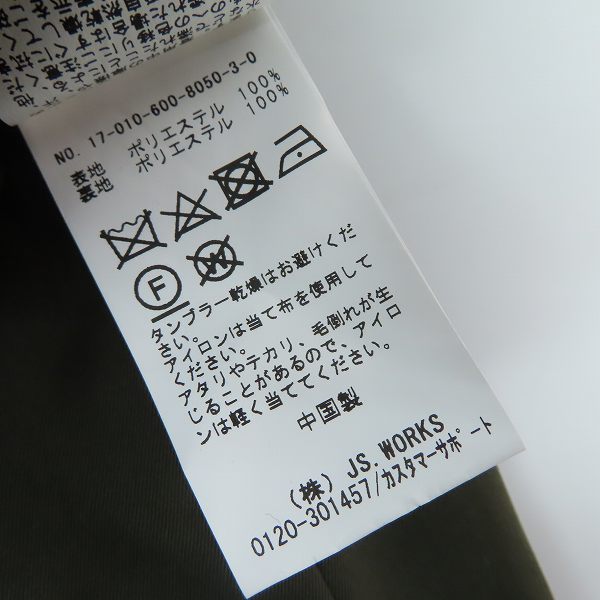 NO. 17-010-600-8050-3-0
表地 ポリエステル 100%
裏地 ポリエステル 100%
F
W
タンブラー乾燥はお避けくだ
さい。
アイロンは当て布を使用して
ください。
アタリやテカリ、毛倒れが生
じることがあるので、アイロ
ンは軽く当ててください。
中国製
(株) JS.WORKS
0120-301457/カスタマーサポート